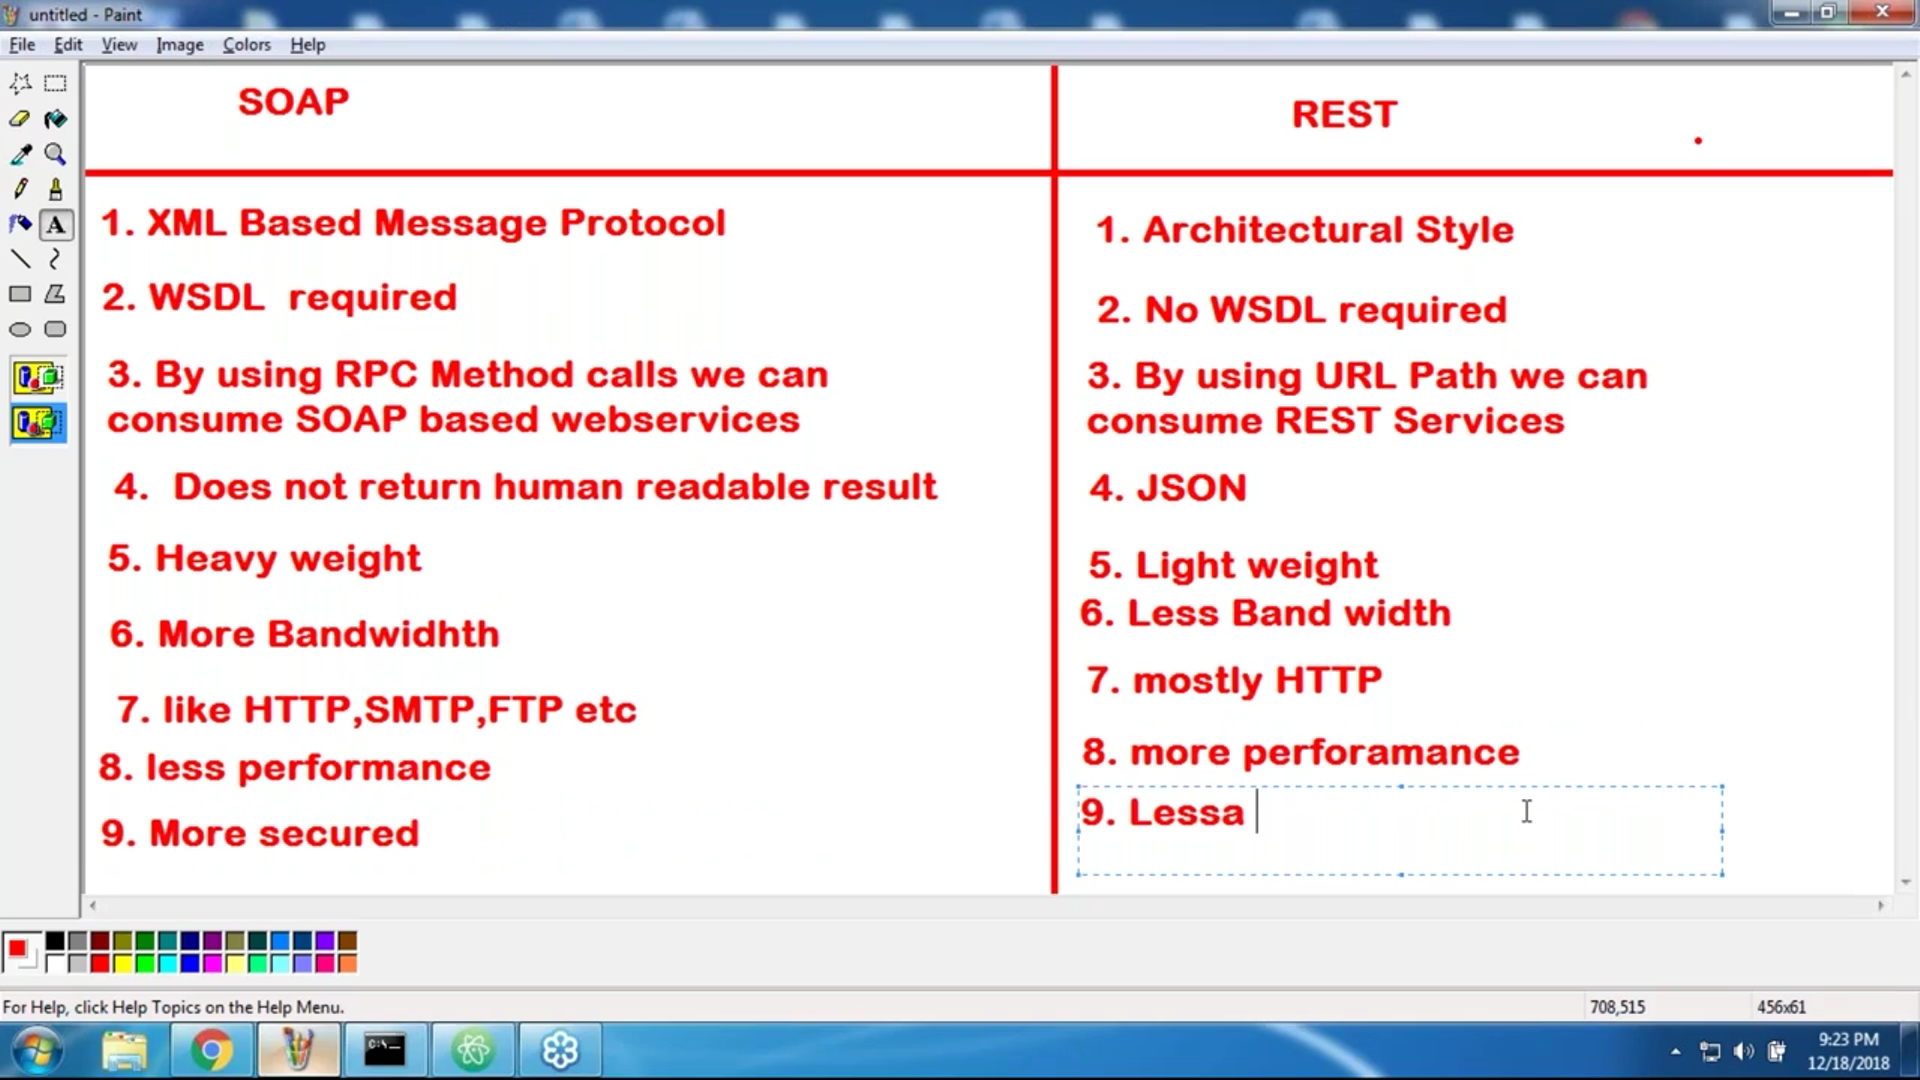 untitled - Paint
File Edit View Image Colors Help
SOAP
REST
1. XML Based Message Protocol
2. WSDL  required
3. By using RPC Method calls we can
consume SOAP based webservices
4.  Does not return human readable result
5. Heavy weight
6. More Bandwidhth
7. like HTTP,SMTP,FTP etc
8. less performance
9. More secured
1. Architectural Style
2. No WSDL required
3. By using URL Path we can
consume REST Services
4. JSON
5. Light weight
6. Less Band width
7. mostly HTTP
8. more perforamance
9. Lessa
For Help, click Help Topics on the Help Menu.
708,515
456x61
9:23 PM
12/18/2018